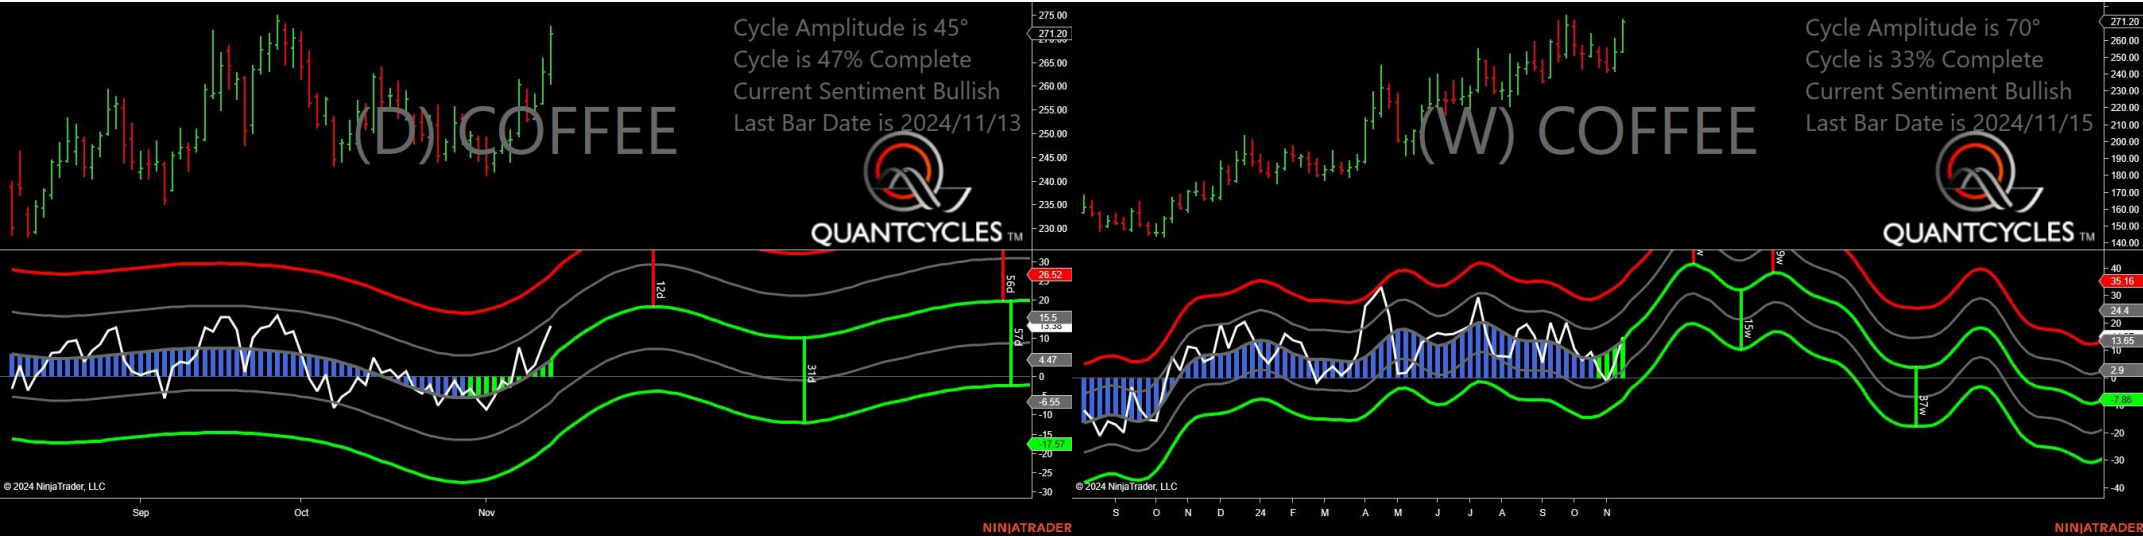 Cycle Amplitude is 45°
Cycle is 47% Complete
Current Sentiment Bullish
Last Bar Date is 2024/11/13
(D) COFFEE
QUANTCYCLES TM
275.00
271.20
265.00
260.00
255.00
250.00
245.00
240.00
235.00
230.00
12d
31d
56d
57d
30
26.52
20
15.5
13.38
10
4.47
0
-6.55
-10
-15
-17.57
-20
-25
-30
© 2024 NinjaTrader, LLC
Sep
Oct
Nov
NINJATRADER
Cycle Amplitude is 70°
Cycle is 33% Complete
Current Sentiment Bullish
Last Bar Date is 2024/11/15
(W) COFFEE
QUANTCYCLES TM
271.20
260.00
250.00
240.00
230.00
220.00
210.00
200.00
190.00
180.00
170.00
160.00
150.00
140.00
w
9w
15w
37w
40
35.16
30
24.4
20
13.65
10
2.9
0
-7.86
-20
-30
-40
© 2024 NinjaTrader, LLC
S
O
N
D
24
F
M
A
M
J
J
A
S
O
N
NINJATRADER